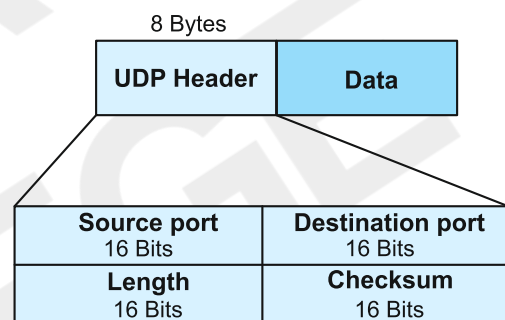 8 Bytes
UDP Header Data
Source port Destination port
16 Bits 16 Bits
Length Checksum
16 Bits 16 Bits